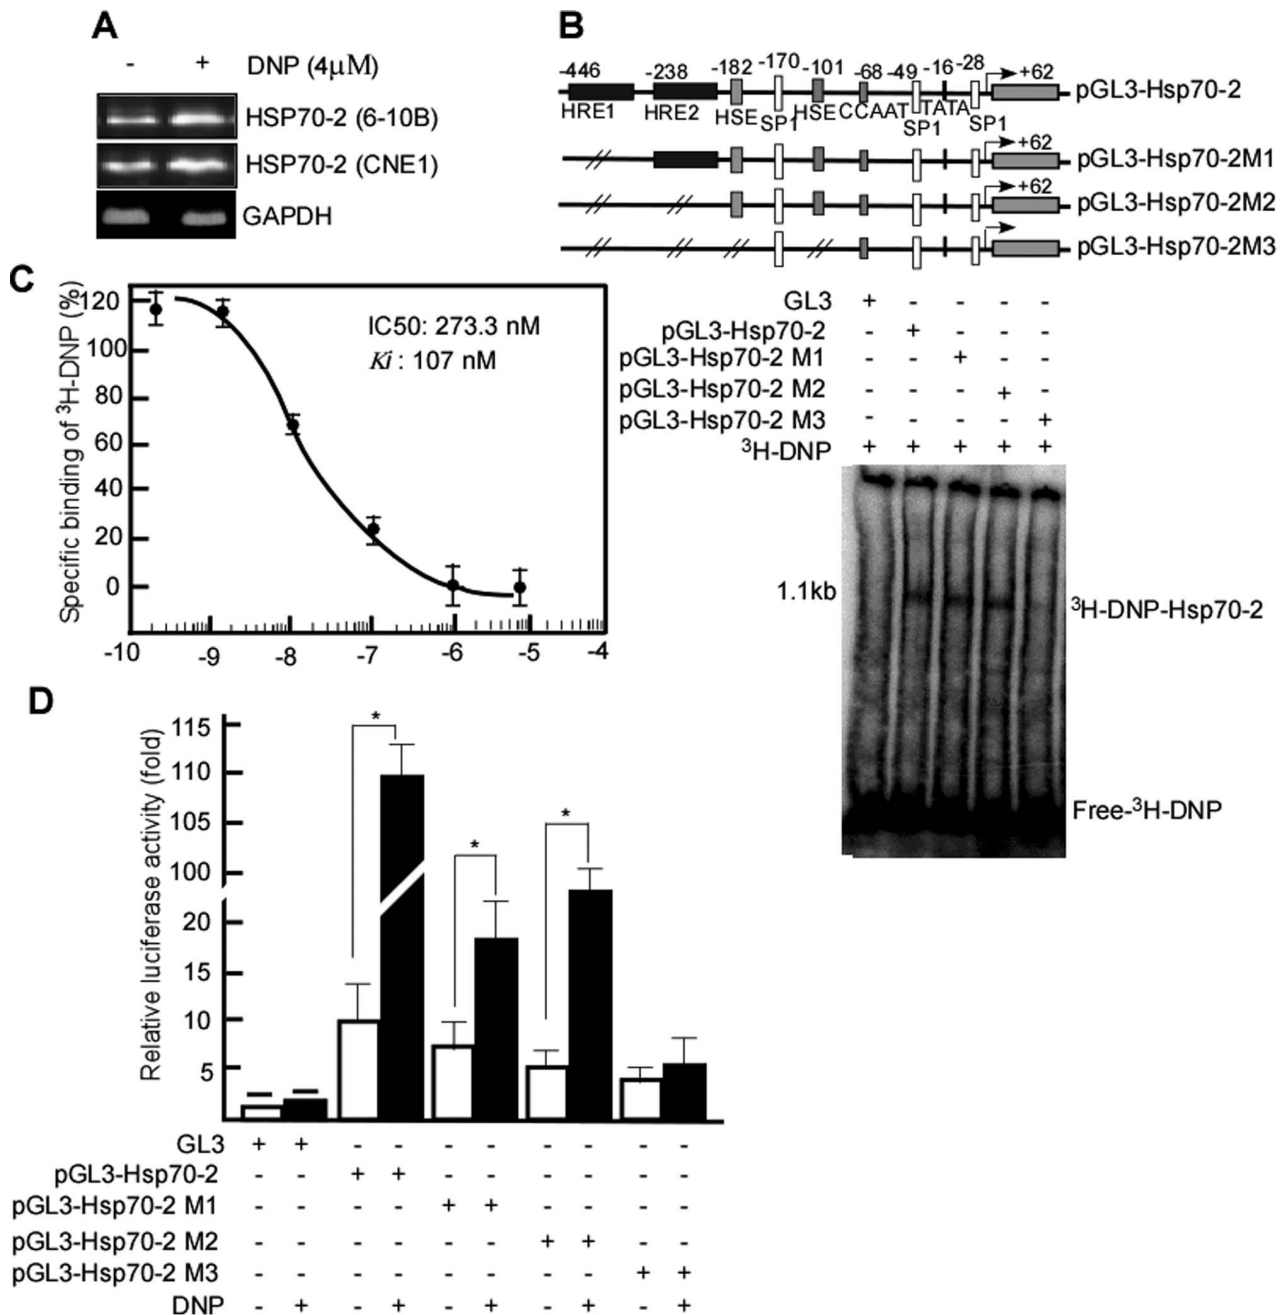 A
- + DNP (4μM)
HSP70-2 (6-10B)
HSP70-2 (CNE1)
GAPDH
B
-446 -238 -182 -170 -101 -68 -49 -16 -28 +62
pGL3-Hsp70-2
HRE1 HRE2 HSE SP1 HSE CCAAT SP1 TATA SP1
+62
pGL3-Hsp70-2M1
+62
pGL3-Hsp70-2M2
pGL3-Hsp70-2M3
GL3 + - - - -
pGL3-Hsp70-2 - + - - -
pGL3-Hsp70-2 M1 - - + - -
pGL3-Hsp70-2 M2 - - - + -
pGL3-Hsp70-2 M3 - - - - +
³H-DNP + + + + +
1.1kb
³H-DNP-Hsp70-2
Free-³H-DNP
C
Specific binding of ³H-DNP (%)
120
100
80
60
40
20
0
IC50: 273.3 nM
Ki : 107 nM
-10 -9 -8 -7 -6 -5 -4
D
Relative luciferase activity (fold)
115
110
105
100
20
15
10
5
* * *
GL3 + + - - - - - - - -
pGL3-Hsp70-2 - - + + - - - - - -
pGL3-Hsp70-2 M1 - - - - + + - - - -
pGL3-Hsp70-2 M2 - - - - - - + + - -
pGL3-Hsp70-2 M3 - - - - - - - - + +
DNP - + - + - + - + - +